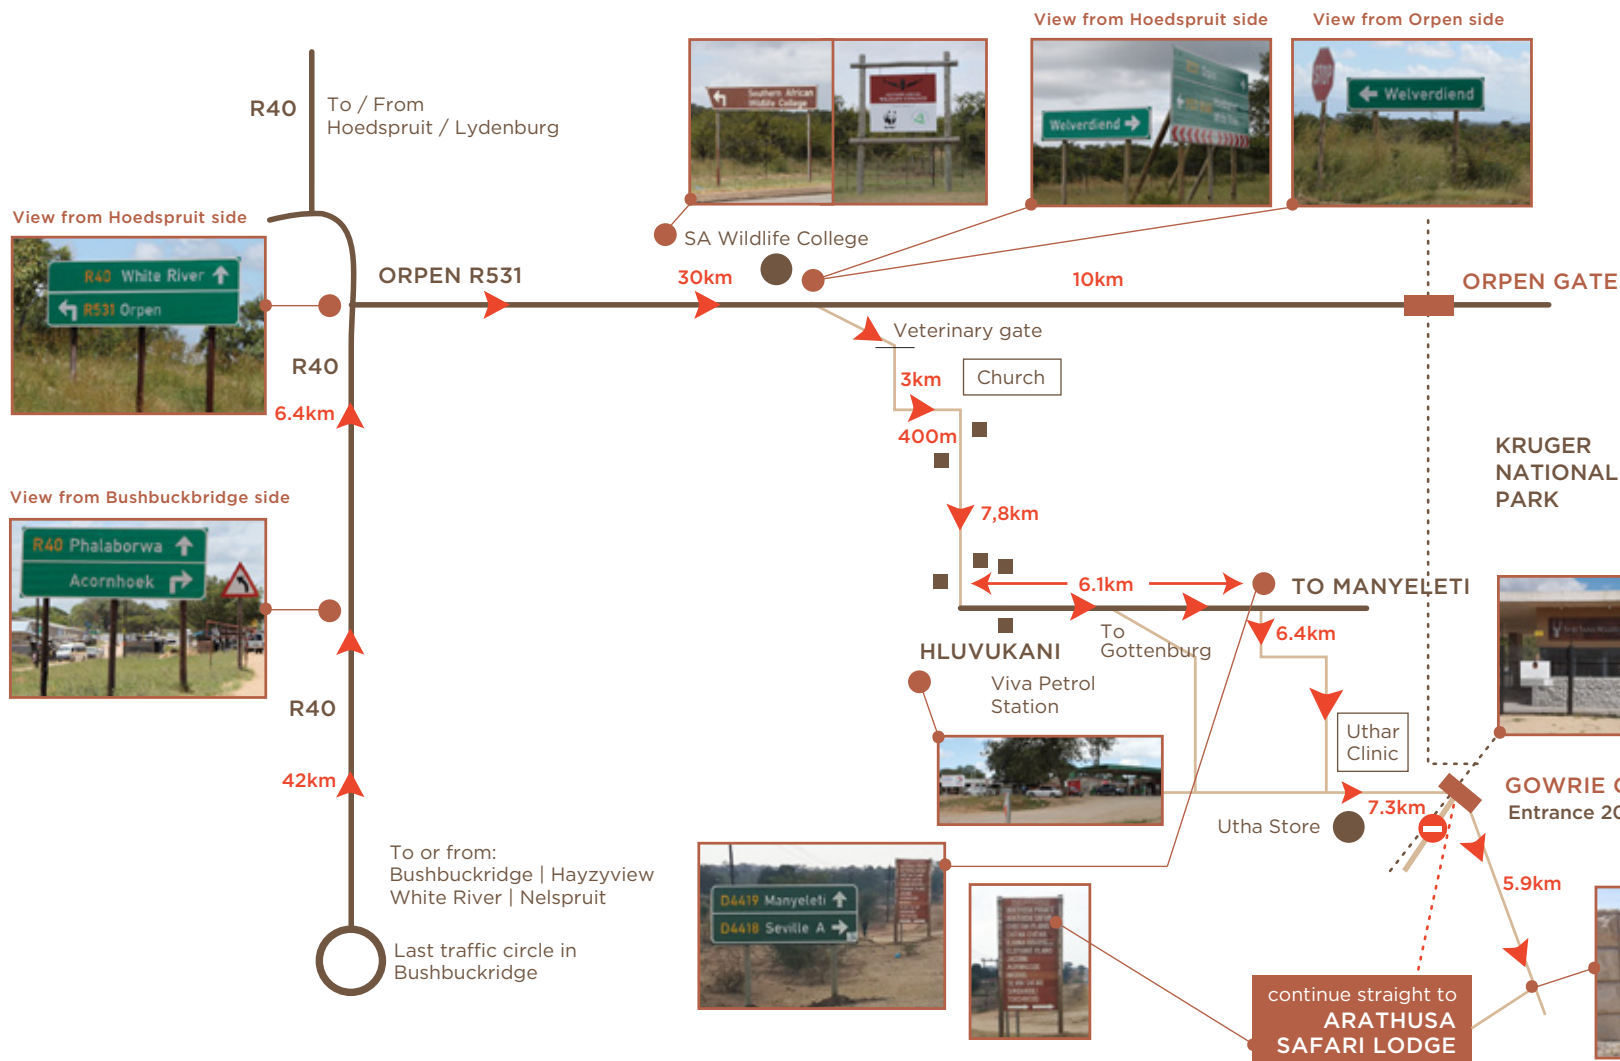 View from Hoedspruit side
View from Orpen side
R40
To / From
Hoedspruit / Lydenburg
Southern African
Wildlife College
Welverdiend
Welverdiend
STOP
View from Hoedspruit side
R40 White River
R531 Orpen
SA Wildlife College
ORPEN R531
30km
10km
ORPEN GATE
Veterinary gate
R40
3km
Church
6.4km
400m
KRUGER
NATIONAL
PARK
View from Bushbuckbridge side
R40 Phalaborwa
Acornhoek
7,8km
6.1km
TO MANYELETI
To
Gottenburg
6.4km
HLUVUKANI
Viva Petrol
Station
R40
Uthar
Clinic
42km
GOWRIE
Entrance 20
7.3km
Utha Store
To or from:
Bushbuckridge | Hayzyview
White River | Nelspruit
D4419 Manyeleti
D4418 Seville A
5.9km
Last traffic circle in
Bushbuckridge
continue straight to
ARATHUSA
SAFARI LODGE